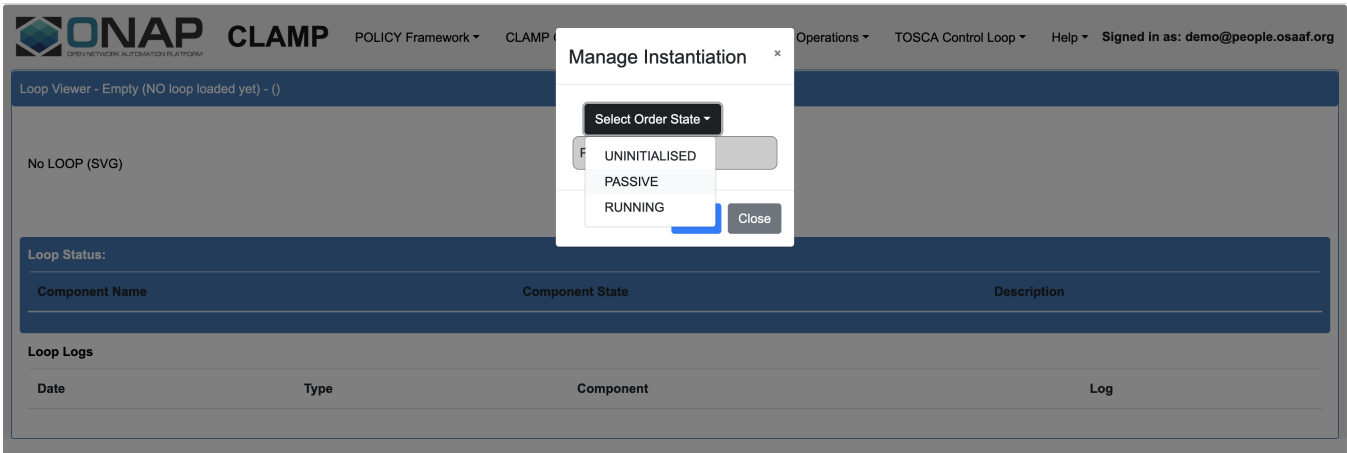 ONAP
OPEN NETWORK AUTOMATION PLATFORM
CLAMP
POLICY Framework
CLAMP
Operations
TOSCA Control Loop
Help
Signed in as: demo@people.osaaf.org
Loop Viewer - Empty (NO loop loaded yet) - ()
No LOOP (SVG)
Manage Instantiation
×
Select Order State
UNINITIALISED
PASSIVE
RUNNING
Close
Loop Status:
Component Name Component State Description
Loop Logs
Date Type Component Log